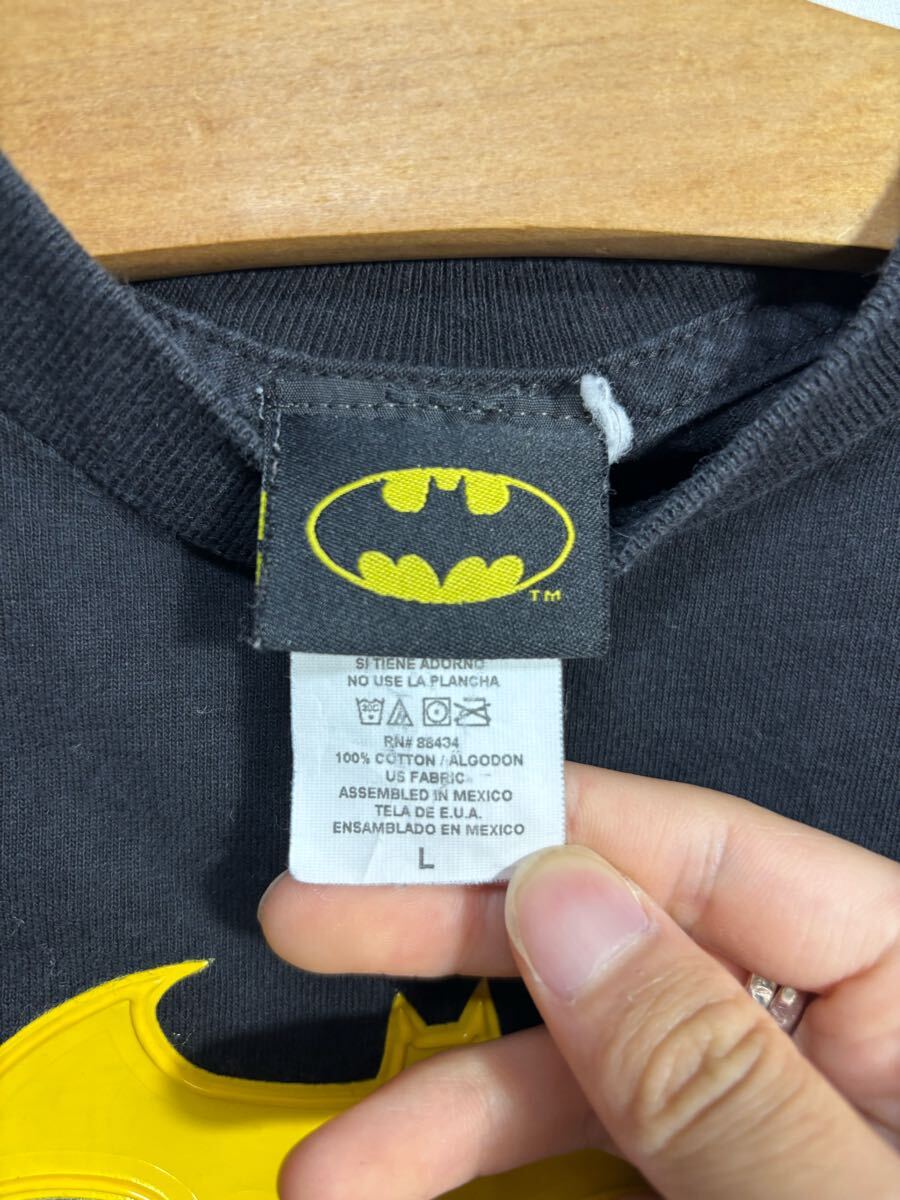 TM
SI TIENE ADORNO
NO USE LA PLANCHA
30C
RN# 88434
100% COTTON / ALGODON
US FABRIC
ASSEMBLED IN MEXICO
TELA DE E.U.A.
ENSAMBLADO EN MEXICO
L